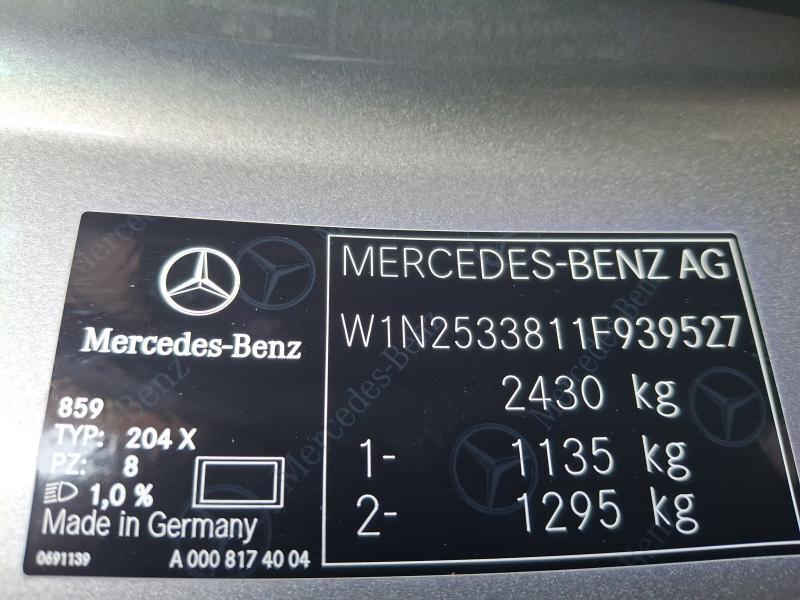 Mercedes-Benz
859
TYP: 204 X
PZ: 8
1,0 %
Made in Germany
0691139
A 000 817 40 04
MERCEDES-BENZ AG
W1N2533811F939527
2430 kg
1- 1135 kg
2- 1295 kg